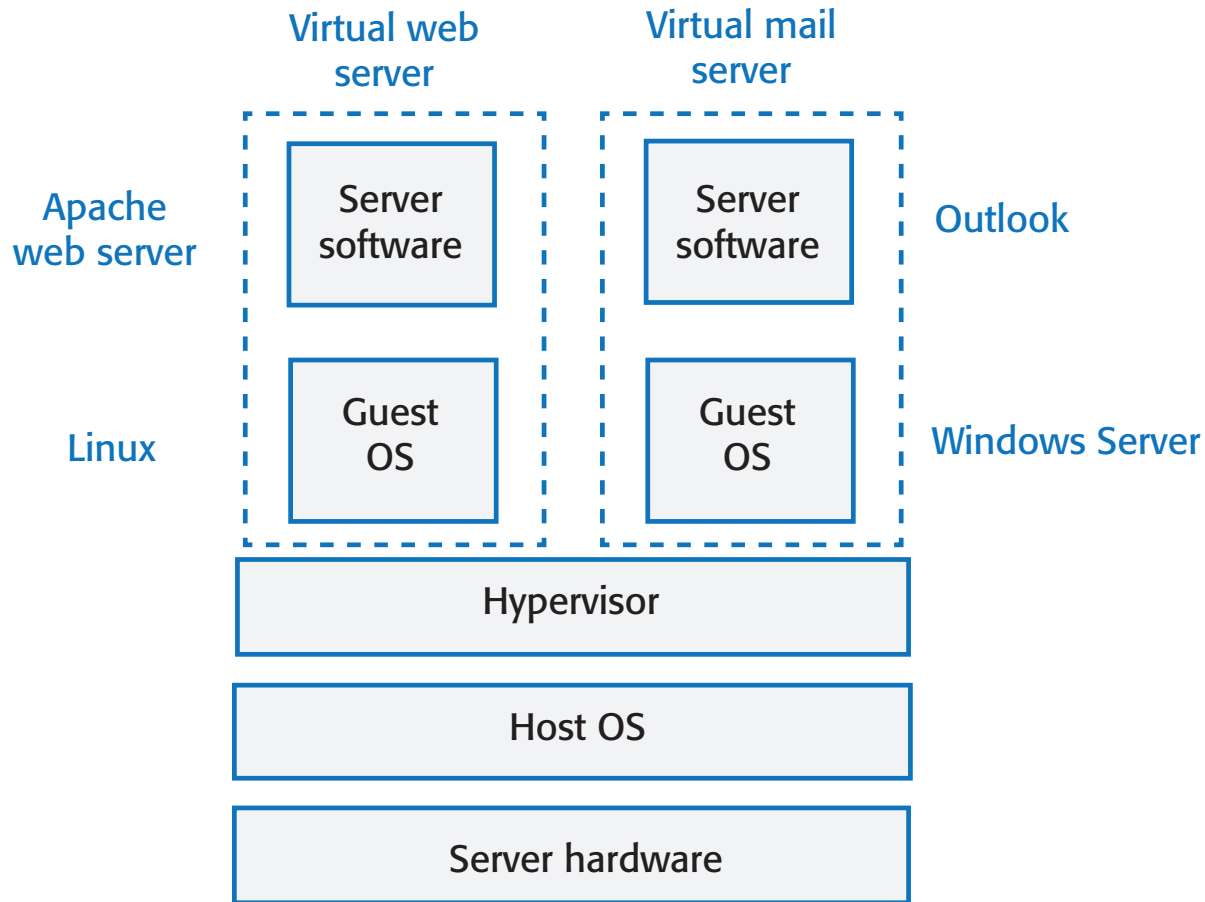 Virtual web
server
Virtual mail
server
Apache
web server
Server
software
Server
software
Outlook
Linux
Guest
OS
Guest
OS
Windows Server
Hypervisor
Host OS
Server hardware